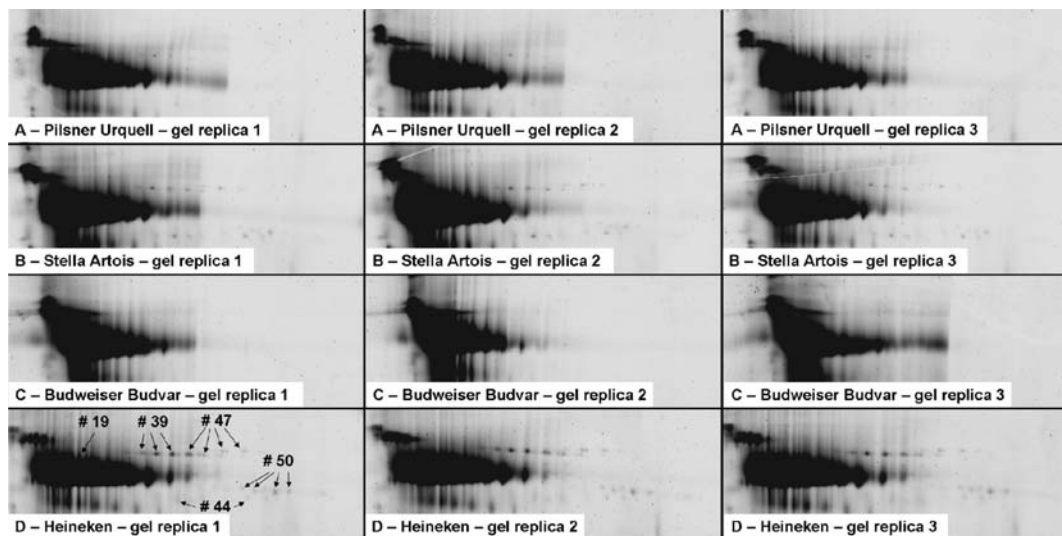 A – Pilsner Urquell – gel replica 1
A – Pilsner Urquell – gel replica 2
A – Pilsner Urquell – gel replica 3
B – Stella Artois – gel replica 1
B – Stella Artois – gel replica 2
B – Stella Artois – gel replica 3
C – Budweiser Budvar – gel replica 1
C – Budweiser Budvar – gel replica 2
C – Budweiser Budvar – gel replica 3
# 19
# 39
# 47
# 50
# 44
D – Heineken – gel replica 1
D – Heineken – gel replica 2
D – Heineken – gel replica 3